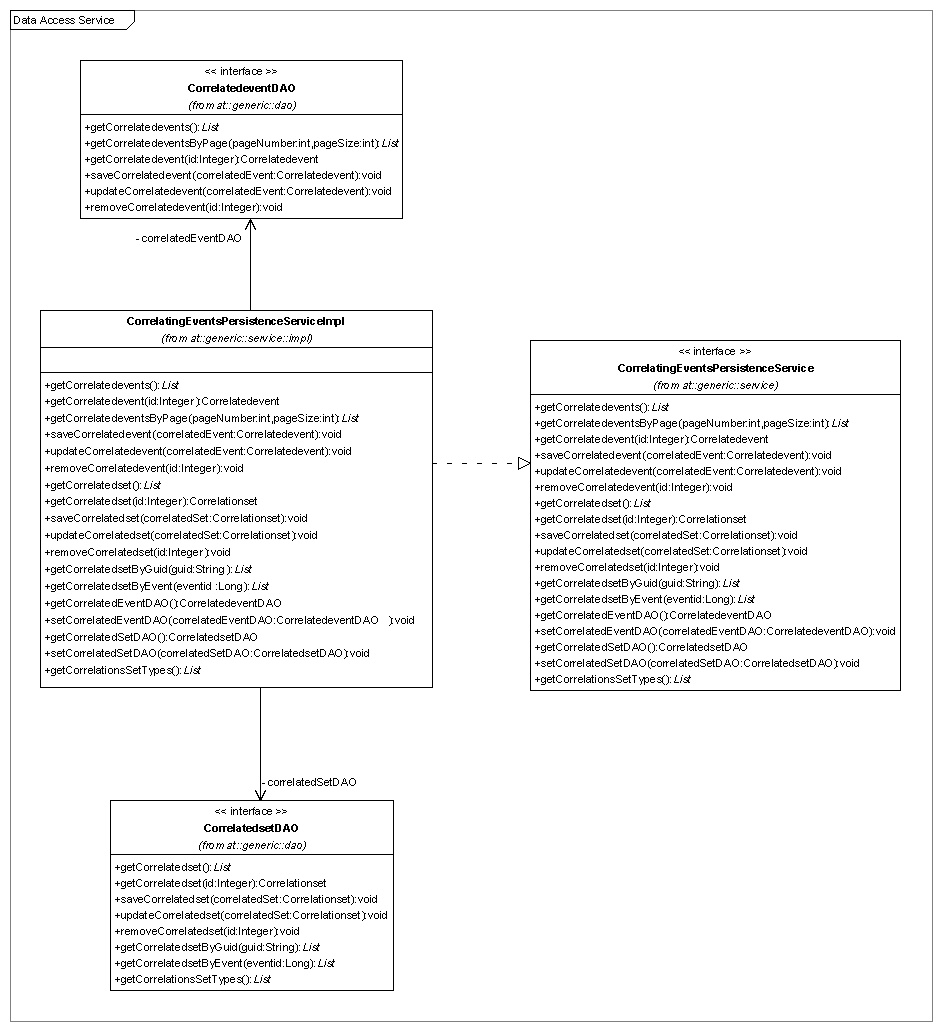 Data Access Service
<< interface >>
CorrelatedeventDAO
(from at::generic::dao)
+getCorrelatedevents():List
+getCorrelatedeventsByPage(pageNumber:int,pageSize:int):List
+getCorrelatedevent(id:Integer):Correlatedevent
+saveCorrelatedevent(correlatedEvent:Correlatedevent):void
+updateCorrelatedevent(correlatedEvent:Correlatedevent):void
+removeCorrelatedevent(id:Integer):void
- correlatedEventDAO
CorrelatingEventsPersistenceServiceImpl
(from at::generic::service::impl)
+getCorrelatedevents():List
+getCorrelatedevent(id:Integer):Correlatedevent
+getCorrelatedeventsByPage(pageNumber:int,pageSize:int):List
+saveCorrelatedevent(correlatedEvent:Correlatedevent):void
+updateCorrelatedevent(correlatedEvent:Correlatedevent):void
+removeCorrelatedevent(id:Integer):void
+getCorrelatedset():List
+getCorrelatedset(id:Integer):Correlationset
+saveCorrelatedset(correlatedSet:Correlationset):void
+updateCorrelatedset(correlatedSet:Correlationset):void
+removeCorrelatedset(id:Integer):void
+getCorrelatedsetByGuid(guid:String):List
+getCorrelatedsetByEvent(eventid:Long):List
+getCorrelatedEventDAO():CorrelatedeventDAO
+setCorrelatedEventDAO(correlatedEventDAO:CorrelatedeventDAO ):void
+getCorrelatedSetDAO():CorrelatedsetDAO
+setCorrelatedSetDAO(correlatedSetDAO:CorrelatedsetDAO):void
+getCorrelationsSetTypes():List
<< interface >>
CorrelatingEventsPersistenceService
(from at::generic::service)
+getCorrelatedevents():List
+getCorrelatedeventsByPage(pageNumber:int,pageSize:int):List
+getCorrelatedevent(id:Integer):Correlatedevent
+saveCorrelatedevent(correlatedEvent:Correlatedevent):void
+updateCorrelatedevent(correlatedEvent:Correlatedevent):void
+removeCorrelatedevent(id:Integer):void
+getCorrelatedset():List
+getCorrelatedset(id:Integer):Correlationset
+saveCorrelatedset(correlatedSet:Correlationset):void
+updateCorrelatedset(correlatedSet:Correlationset):void
+removeCorrelatedset(id:Integer):void
+getCorrelatedsetByGuid(guid:String):List
+getCorrelatedsetByEvent(eventid:Long):List
+getCorrelatedEventDAO():CorrelatedeventDAO
+setCorrelatedEventDAO(correlatedEventDAO:CorrelatedeventDAO):void
+getCorrelatedSetDAO():CorrelatedsetDAO
+setCorrelatedSetDAO(correlatedSetDAO:CorrelatedsetDAO):void
+getCorrelationsSetTypes():List
- correlatedSetDAO
<< interface >>
CorrelatedsetDAO
(from at::generic::dao)
+getCorrelatedset():List
+getCorrelatedset(id:Integer):Correlationset
+saveCorrelatedset(correlatedSet:Correlationset):void
+updateCorrelatedset(correlatedSet:Correlationset):void
+removeCorrelatedset(id:Integer):void
+getCorrelatedsetByGuid(guid:String):List
+getCorrelatedsetByEvent(eventid:Long):List
+getCorrelationsSetTypes():List